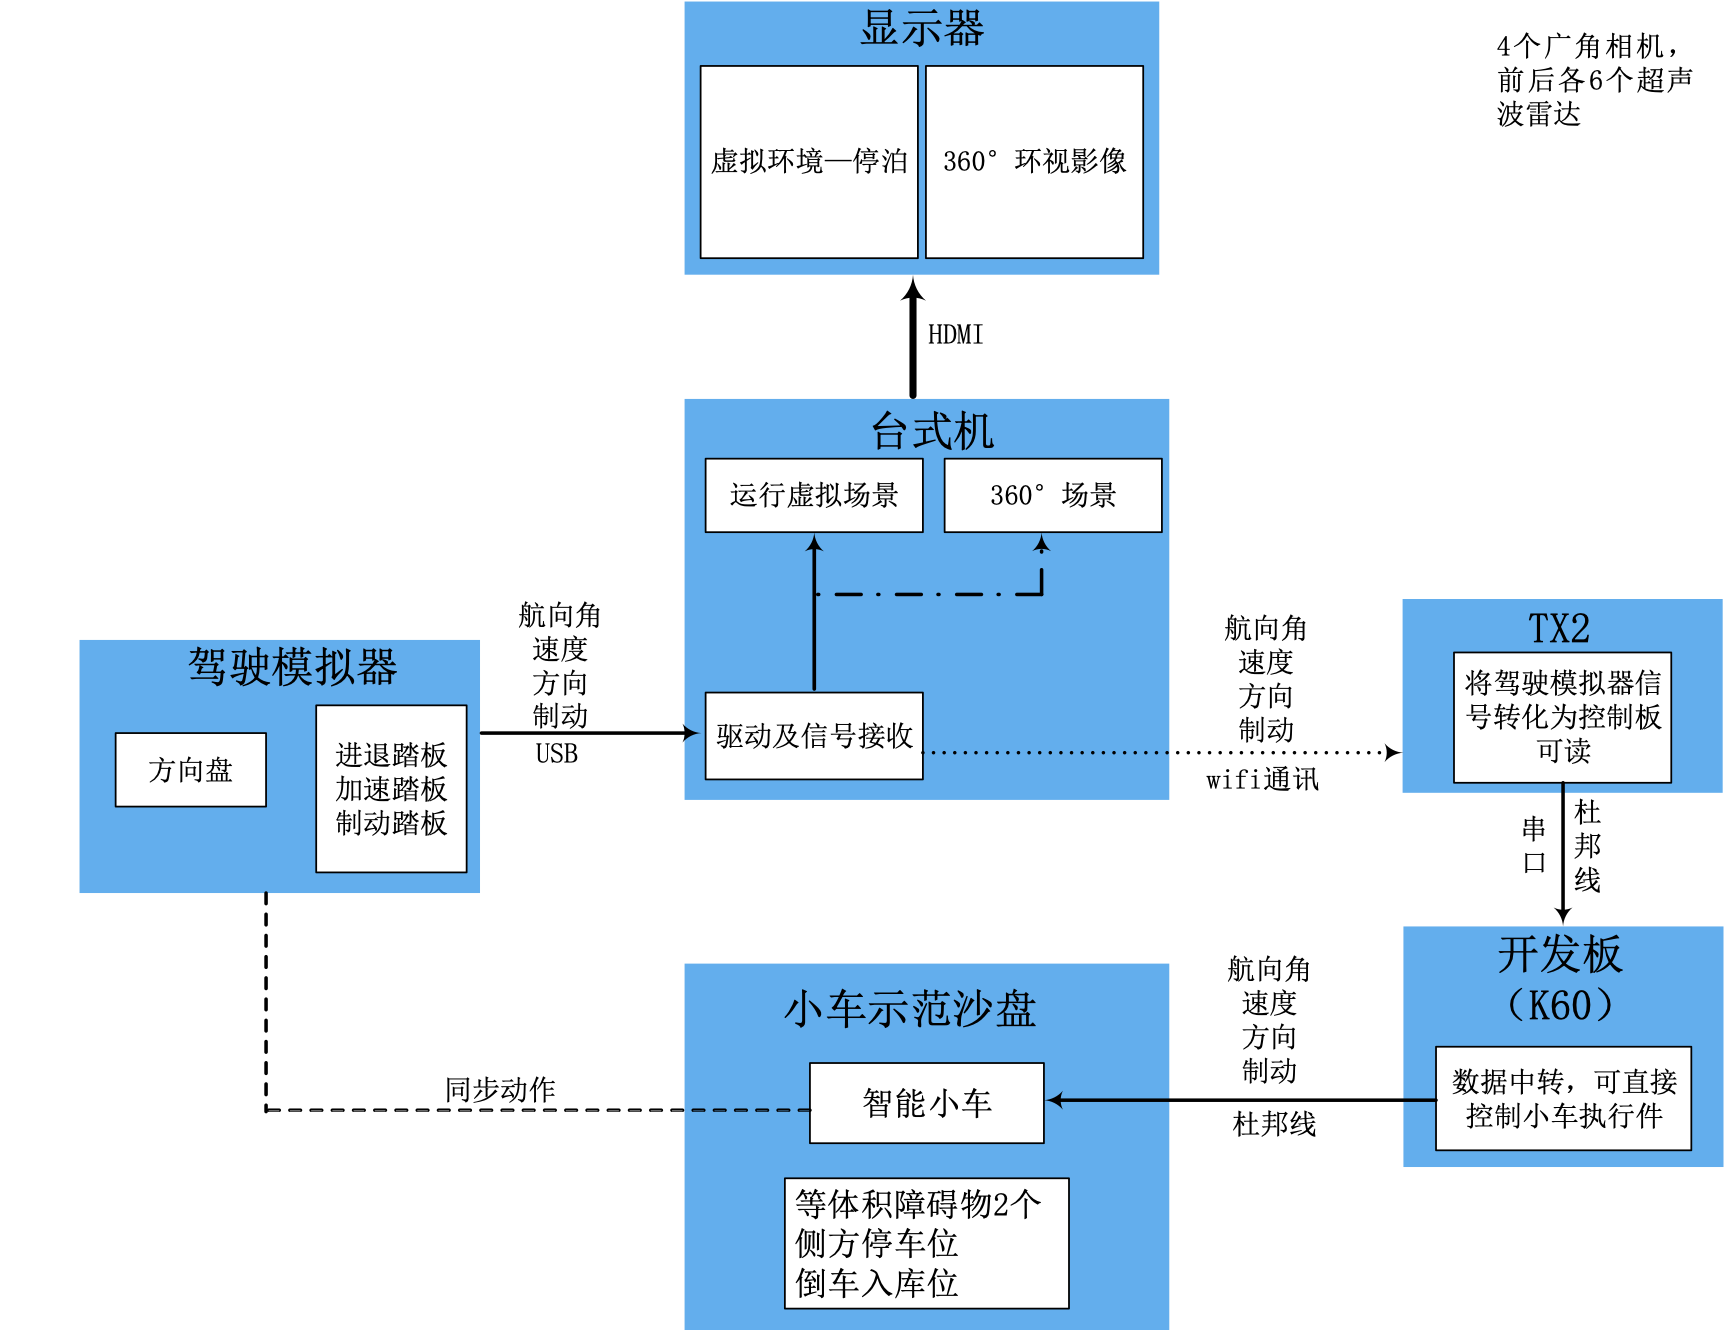 显示器
虚拟环境—停泊
360°环视影像
4个广角相机，
前后各6个超声
波雷达
HDMI
台式机
运行虚拟场景
360°场景
驱动及信号接收
航向角
速度
方向
制动
USB
驾驶模拟器
方向盘
进退踏板
加速踏板
制动踏板
航向角
速度
方向
制动
wifi通讯
TX2
将驾驶模拟器信
号转化为控制板
可读
串
口
杜
邦
线
开发板
（K60）
数据中转，可直接
控制小车执行件
航向角
速度
方向
制动
杜邦线
小车示范沙盘
智能小车
同步动作
等体积障碍物2个
侧方停车位
倒车入库位